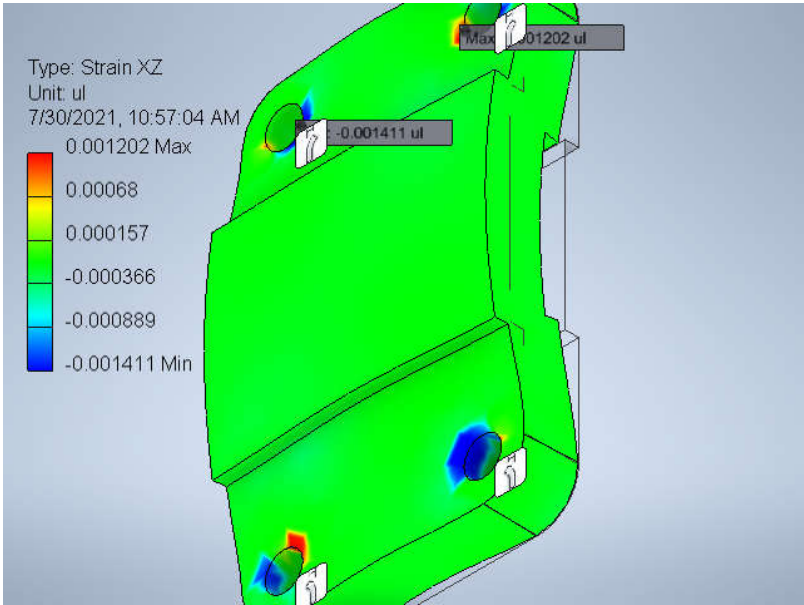 Type: Strain XZ
Unit: ul
7/30/2021, 10:57:04 AM
0.001202 Max
0.00068
0.000157
-0.000366
-0.000889
-0.001411 Min
Max 001202 ul
: -0.001411 ul